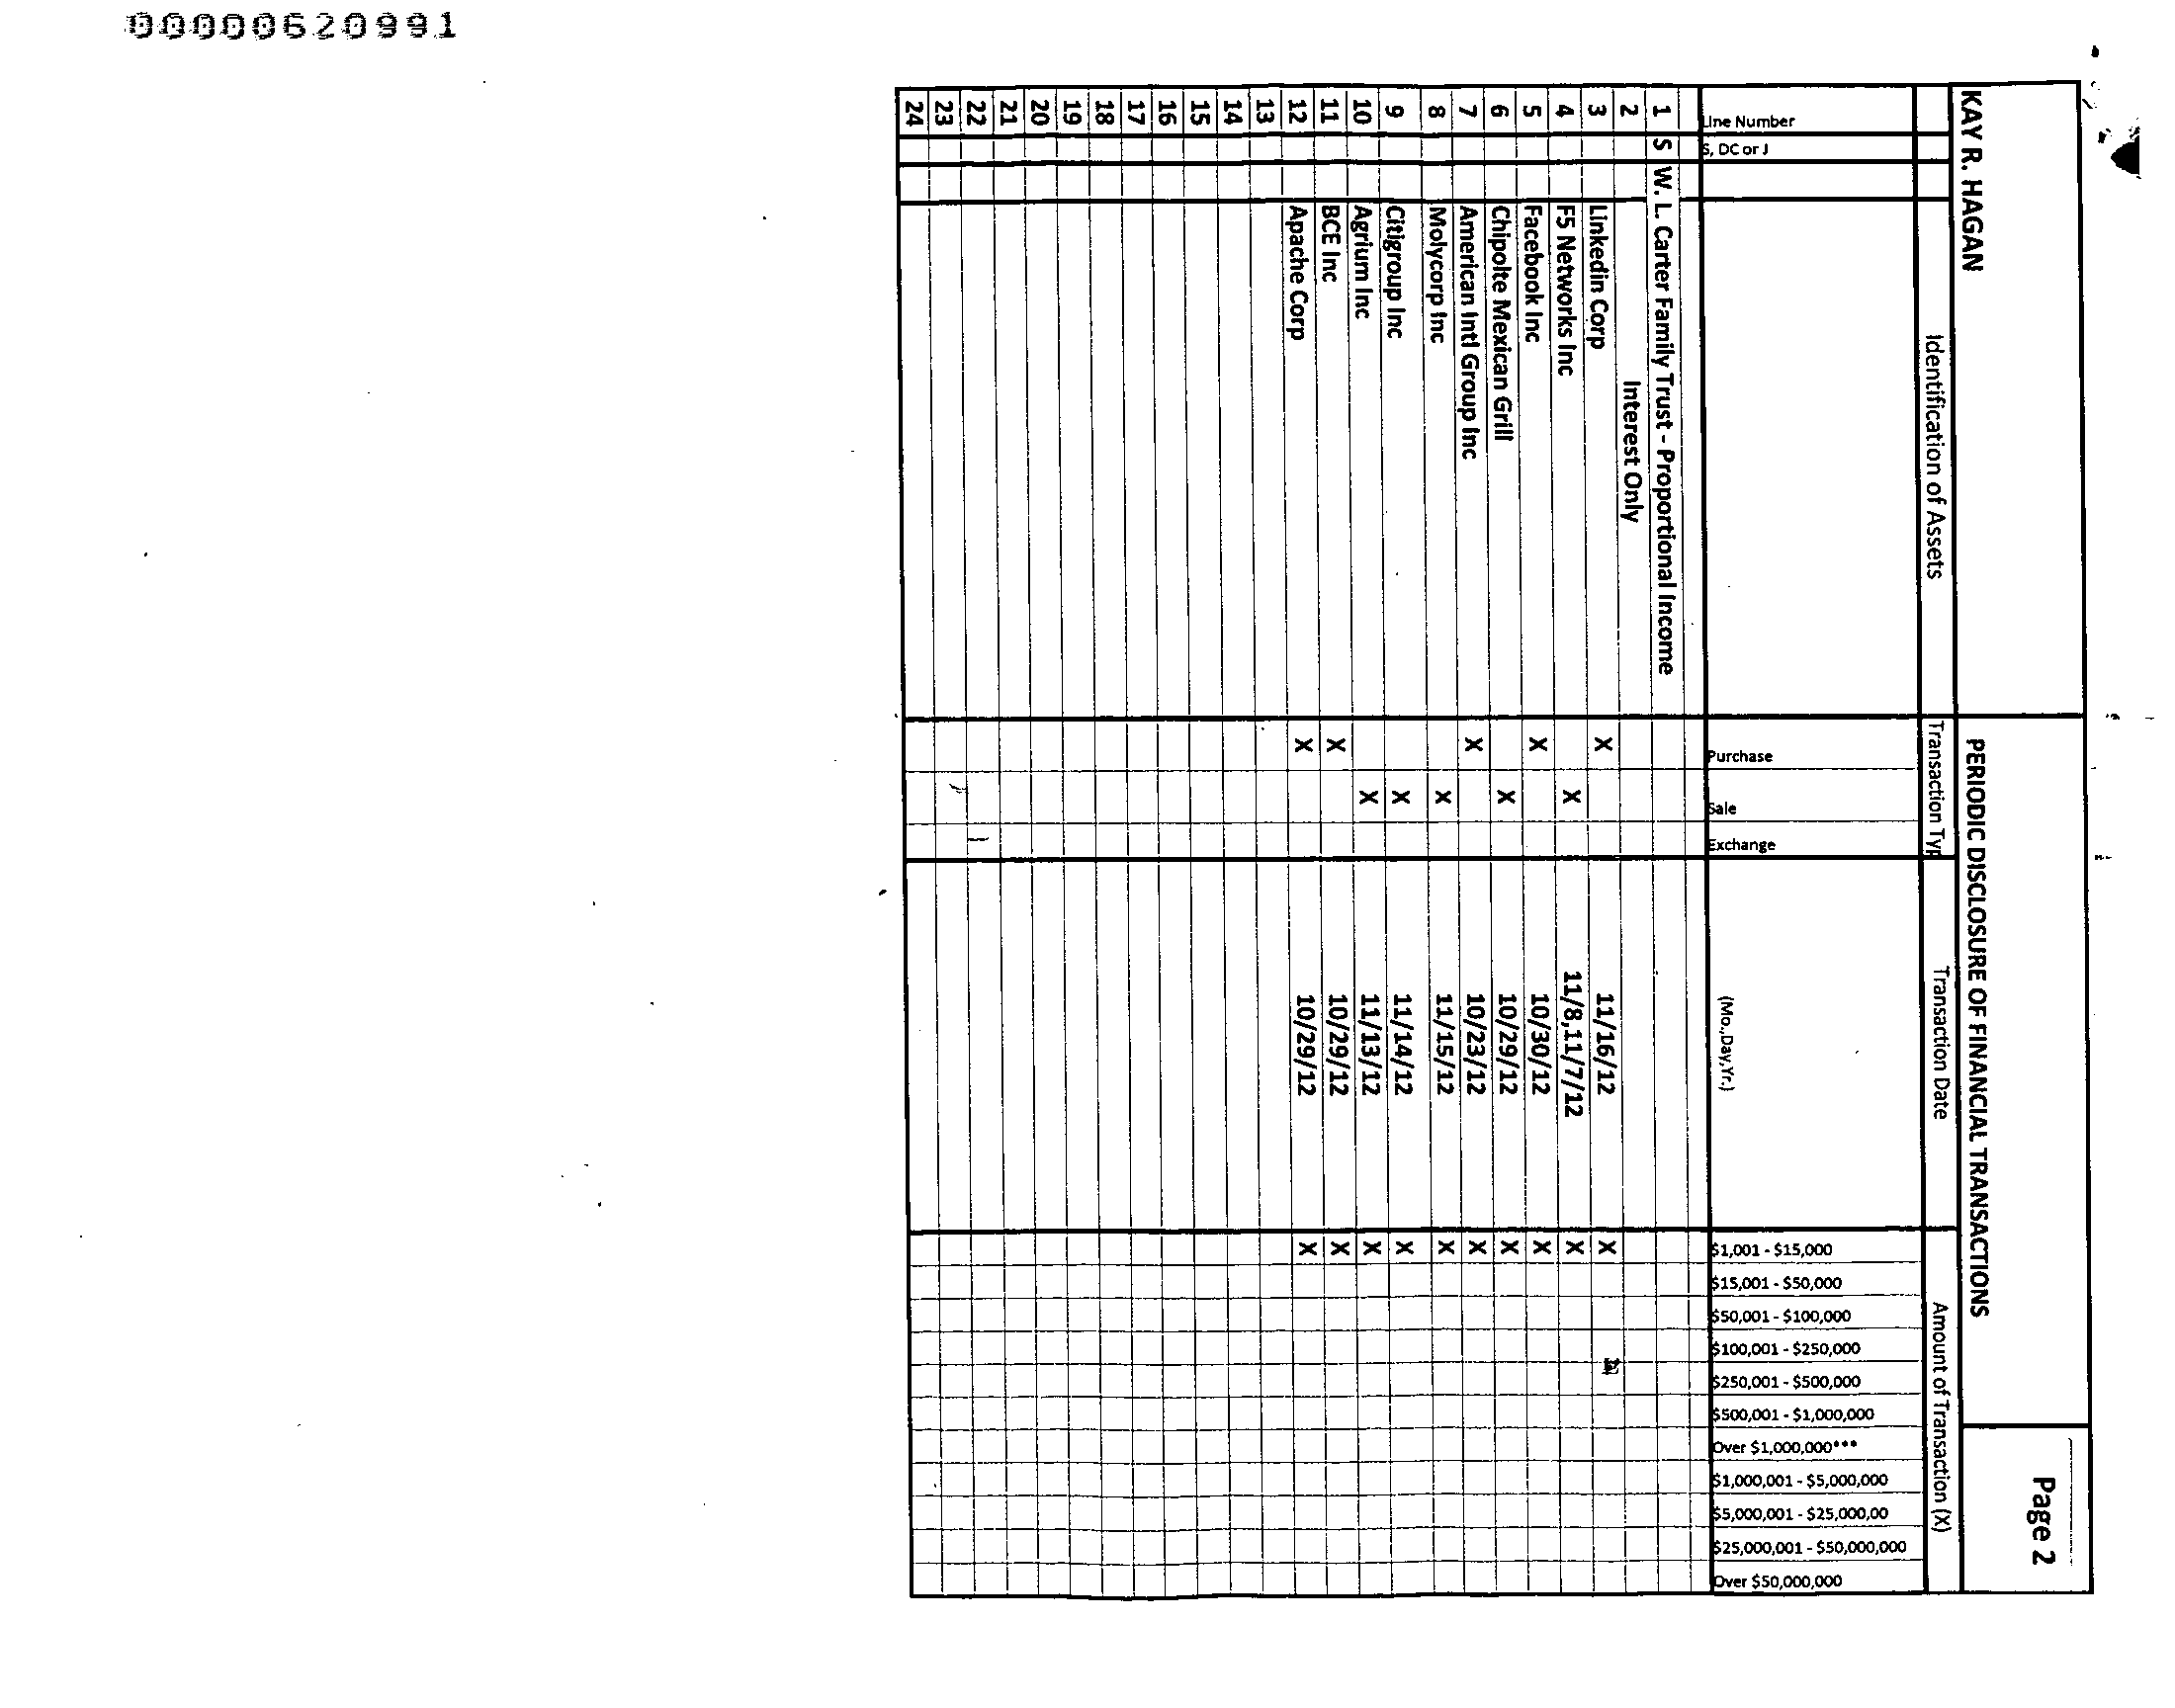 00000620991
KAY R. HAGAN PERIODIC DISCLOSURE OF FINANCIAL TRANSACTIONS Page 2
Identification of Assets Transaction Typ Transaction Date Amount of Transaction (X)
Line Number S, DC or J Purchase Sale Exchange (Mo.,Day,Yr.) $1,001 - $15,000 $15,001 - $50,000 $50,001 - $100,000 $100,001 - $250,000 $250,001 - $500,000 $500,001 - $1,000,000 Over $1,000,000*** $1,000,001 - $5,000,000 $5,000,001 - $25,000,00 $25,000,001 - $50,000,000 Over $50,000,000
1 S W. L. Carter Family Trust - Proportional Income
2 Interest Only
3 Linkedin Corp X 11/16/12 X
4 F5 Networks Inc X 11/8,11/7/12 X
5 Facebook Inc X 10/30/12 X
6 Chipolte Mexican Grill X 10/29/12 X
7 American Intl Group Inc X 10/23/12 X
8 Molycorp Inc X 11/15/12 X
9 Citigroup Inc X 11/14/12 X
10 Agrium Inc X 11/13/12 X
11 BCE Inc X 10/29/12 X
12 Apache Corp X 10/29/12 X
13
14
15
16
17
18
19
20
21
22
23
24